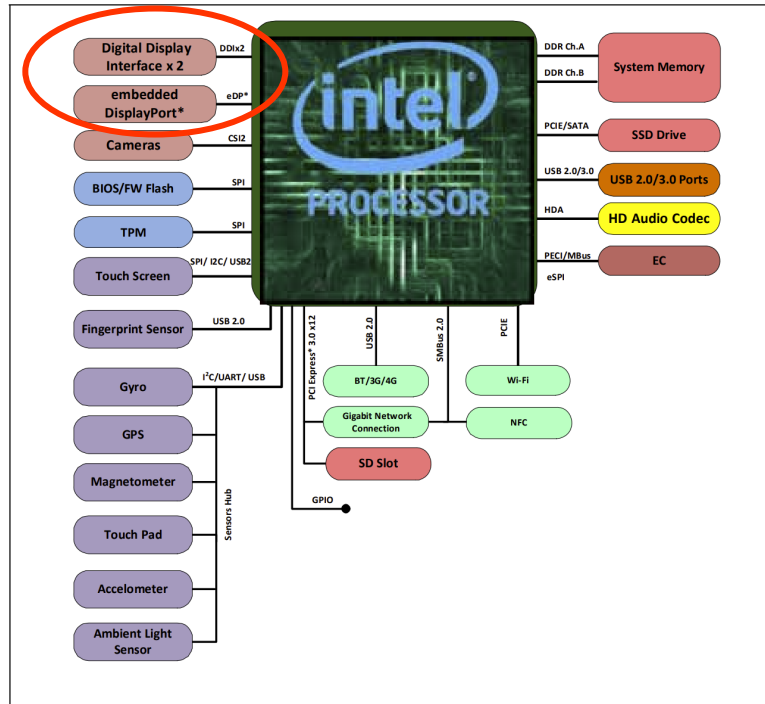 Digital Display
Interface x 2
DDIx2
embedded
DisplayPort*
eDP*
Cameras
CSI2
BIOS/FW Flash
SPI
TPM
SPI
Touch Screen
SPI/ I2C/ USB2
Fingerprint Sensor
USB 2.0
Gyro
I²C/UART/ USB
GPS
Magnetometer
Touch Pad
Accelometer
Ambient Light
Sensor
Sensors Hub
intel®
PROCESSOR
DDR Ch.A
DDR Ch.B
System Memory
PCIE/SATA
SSD Drive
USB 2.0/3.0
USB 2.0/3.0 Ports
HDA
HD Audio Codec
PECI/MBus
eSPI
EC
PCI Express* 3.0 x12
USB 2.0
SMBus 2.0
PCIE
BT/3G/4G
Wi-Fi
Gigabit Network
Connection
NFC
SD Slot
GPIO